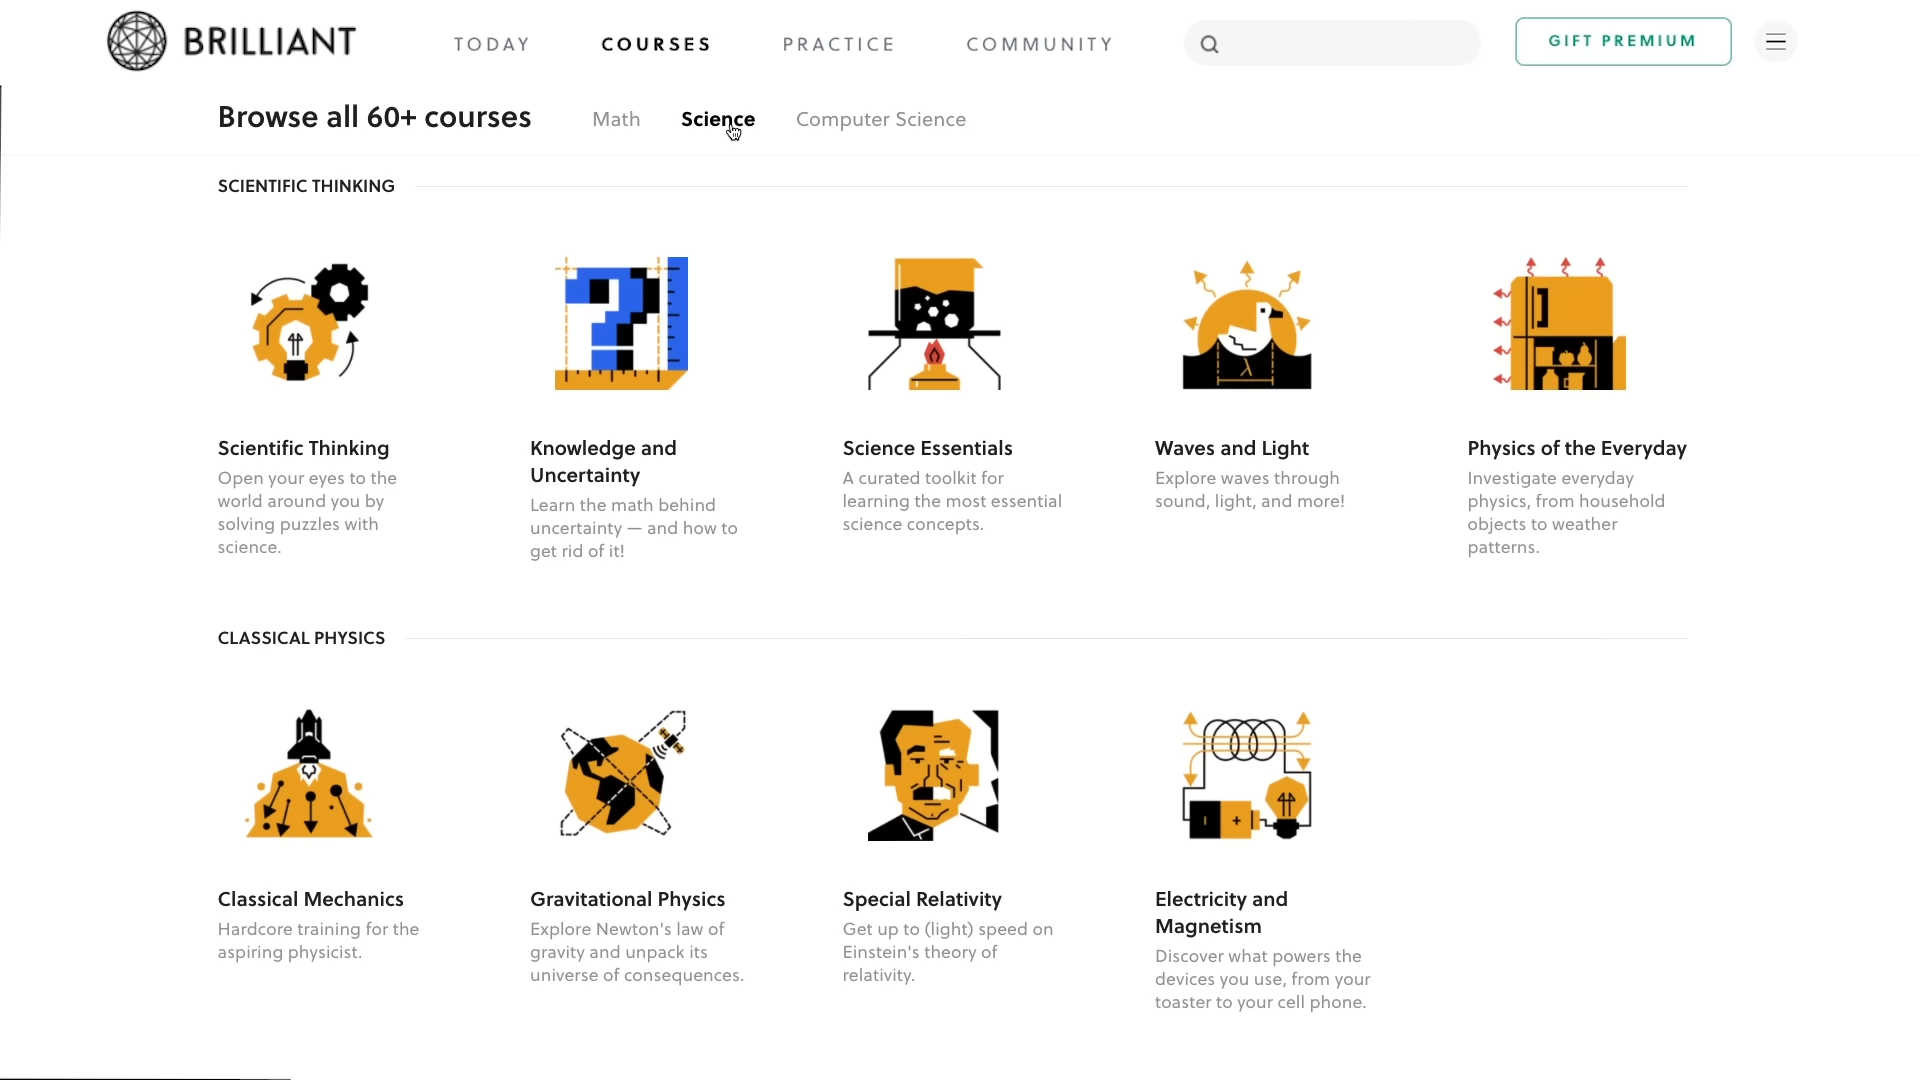 BRILLIANT
TODAY
COURSES
PRACTICE
COMMUNITY
GIFT PREMIUM
Browse all 60+ courses
Math
Science
Computer Science
SCIENTIFIC THINKING
Scientific Thinking
Open your eyes to the
world around you by
solving puzzles with
science.
Knowledge and
Uncertainty
Learn the math behind
uncertainty — and how to
get rid of it!
Science Essentials
A curated toolkit for
learning the most essential
science concepts.
λ
Waves and Light
Explore waves through
sound, light, and more!
Physics of the Everyday
Investigate everyday
physics, from household
objects to weather
patterns.
CLASSICAL PHYSICS
Classical Mechanics
Hardcore training for the
aspiring physicist.
Gravitational Physics
Explore Newton's law of
gravity and unpack its
universe of consequences.
Special Relativity
Get up to (light) speed on
Einstein's theory of
relativity.
Electricity and
Magnetism
Discover what powers the
devices you use, from your
toaster to your cell phone.